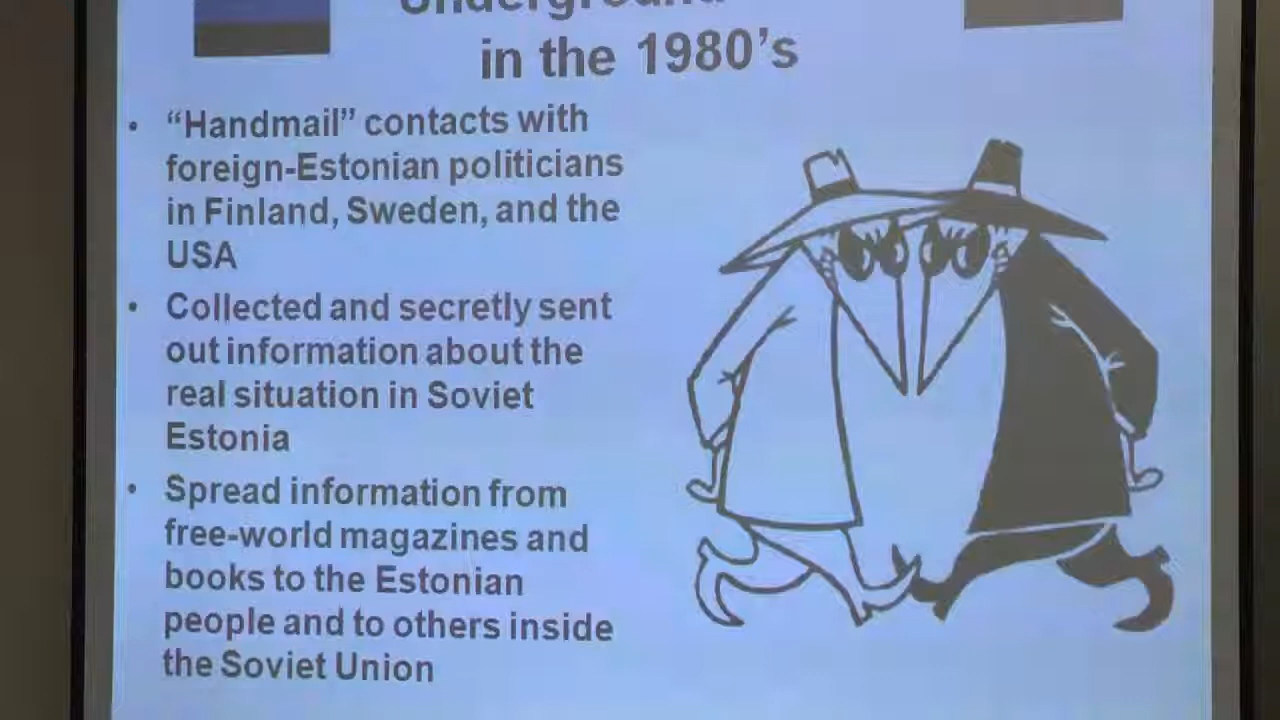 Underground
in the 1980's
• “Handmail” contacts with
foreign-Estonian politicians
in Finland, Sweden, and the
USA
• Collected and secretly sent
out information about the
real situation in Soviet
Estonia
• Spread information from
free-world magazines and
books to the Estonian
people and to others inside
the Soviet Union